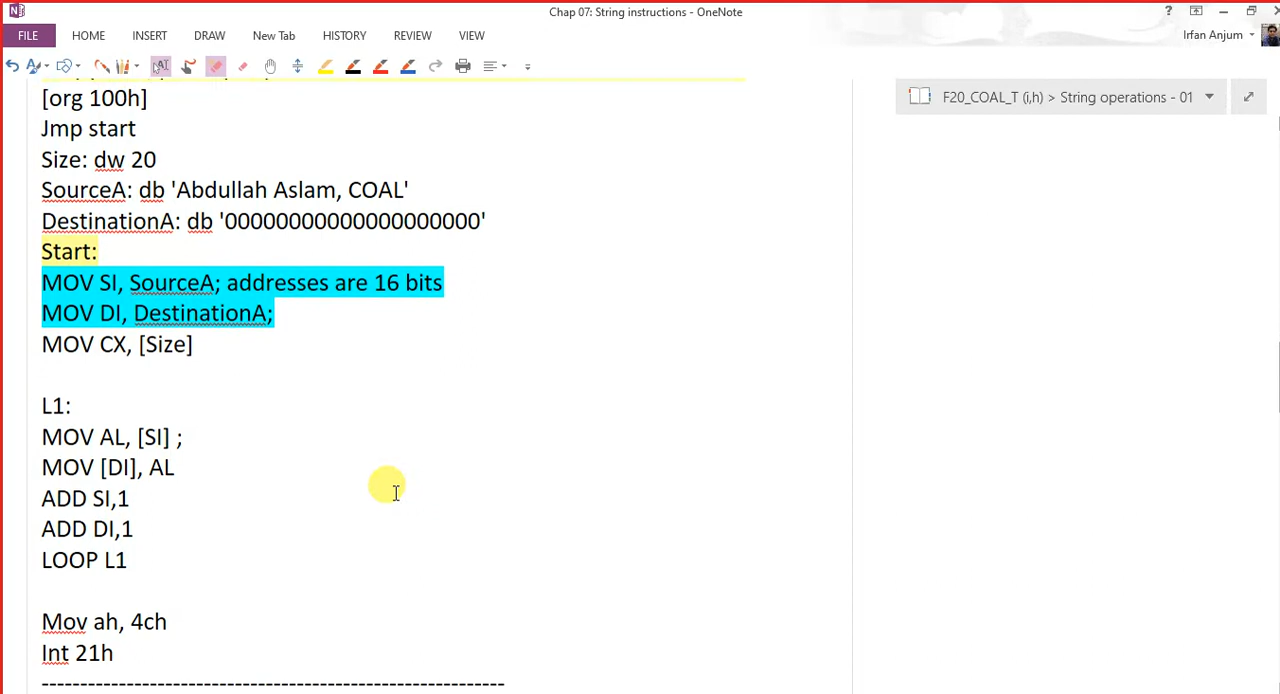 Chap 07: String instructions - OneNote
?
FILE HOME INSERT DRAW New Tab HISTORY REVIEW VIEW
Irfan Anjum
F20_COAL_T (i,h) > String operations - 01
[org 100h]
Jmp start
Size: dw 20
SourceA: db 'Abdullah Aslam, COAL'
DestinationA: db '00000000000000000000'
Start:
MOV SI, SourceA; addresses are 16 bits
MOV DI, DestinationA;
MOV CX, [Size]
L1:
MOV AL, [SI] ;
MOV [DI], AL
ADD SI,1
ADD DI,1
LOOP L1
Mov ah, 4ch
Int 21h
------------------------------------------------------------